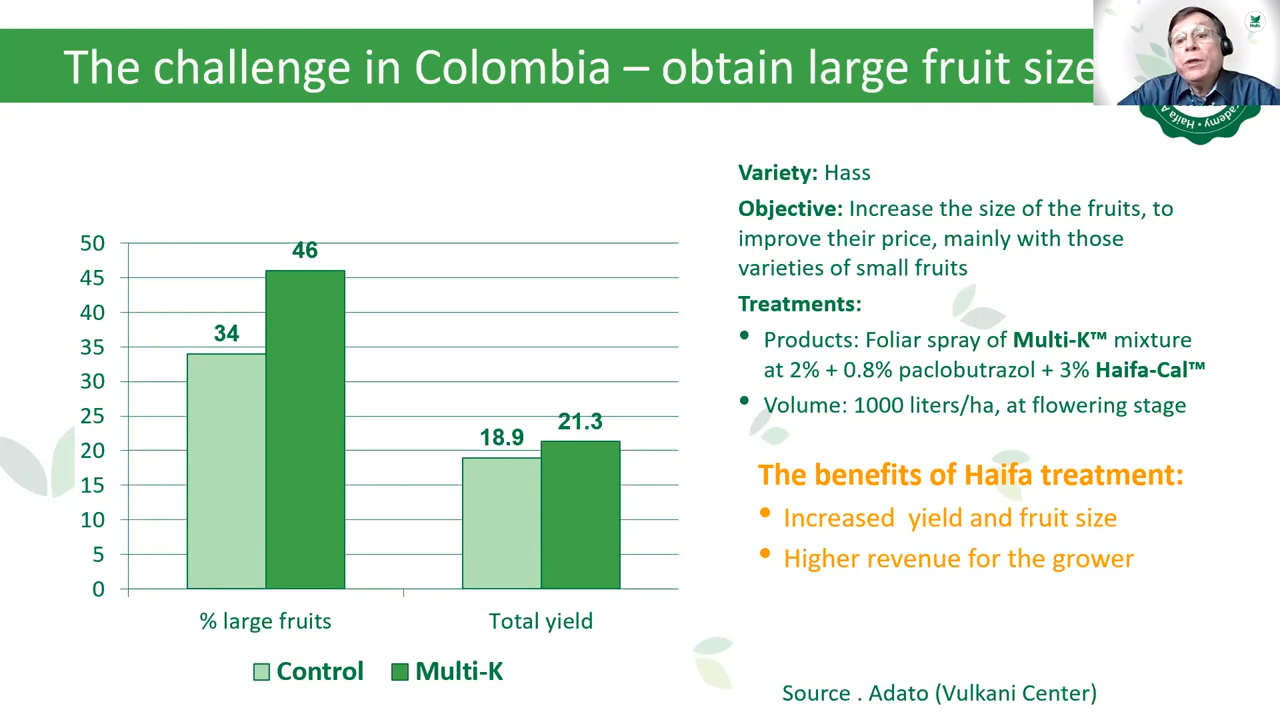 The challenge in Colombia – obtain large fruit size
Haifa
Variety: Hass
Objective: Increase the size of the fruits, to
improve their price, mainly with those
varieties of small fruits
Treatments:
• Products: Foliar spray of Multi-K™ mixture
at 2% + 0.8% paclobutrazol + 3% Haifa-Cal™
• Volume: 1000 liters/ha, at flowering stage
The benefits of Haifa treatment:
• Increased yield and fruit size
• Higher revenue for the grower
50
45
40
35
30
25
20
15
10
5
0
34
46
18.9
21.3
% large fruits
Total yield
Control
Multi-K
Source . Adato (Vulkani Center)